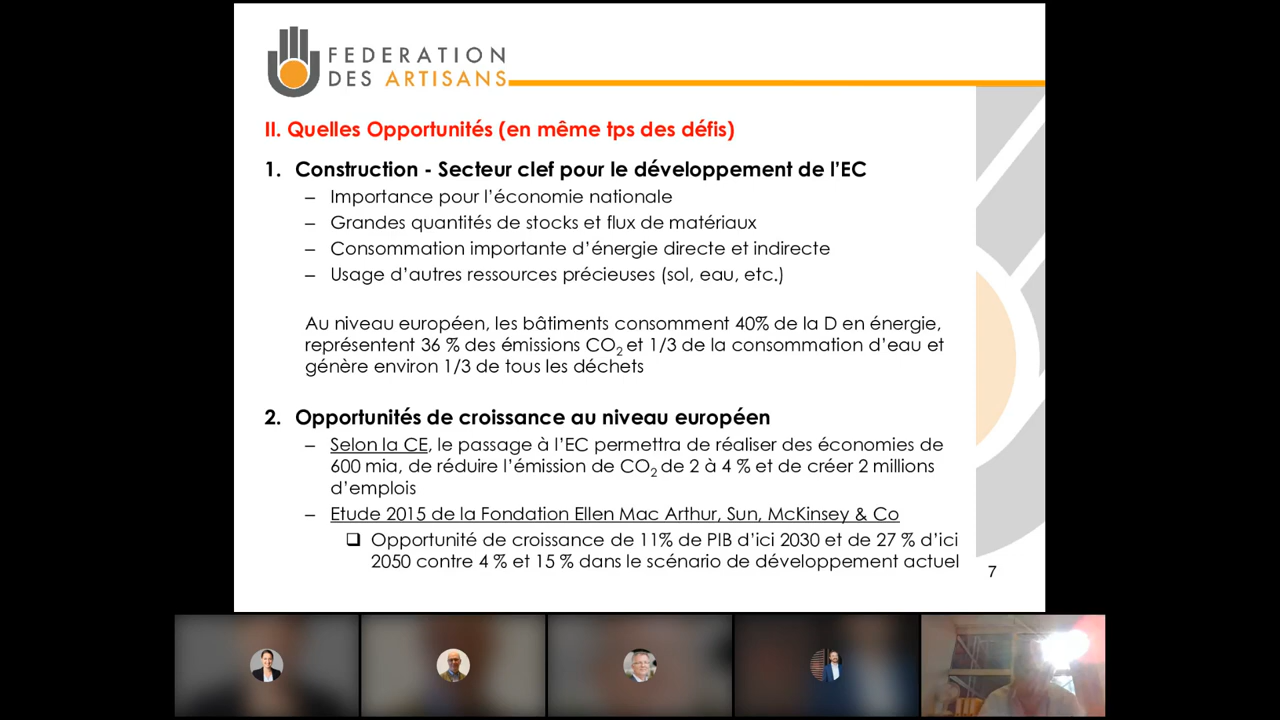 FEDERATION
DES ARTISANS
II. Quelles Opportunités (en même tps des défis)
1. Construction - Secteur clef pour le développement de l'EC
– Importance pour l'économie nationale
– Grandes quantités de stocks et flux de matériaux
– Consommation importante d'énergie directe et indirecte
– Usage d'autres ressources précieuses (sol, eau, etc.)
Au niveau européen, les bâtiments consomment 40% de la D en énergie,
représentent 36 % des émissions CO2 et 1/3 de la consommation d'eau et
génère environ 1/3 de tous les déchets
2. Opportunités de croissance au niveau européen
– Selon la CE, le passage à l'EC permettra de réaliser des économies de
600 mia, de réduire l'émission de CO2 de 2 à 4 % et de créer 2 millions
d'emplois
– Etude 2015 de la Fondation Ellen Mac Arthur, Sun, McKinsey & Co
❑ Opportunité de croissance de 11% de PIB d'ici 2030 et de 27 % d'ici
2050 contre 4 % et 15 % dans le scénario de développement actuel
7